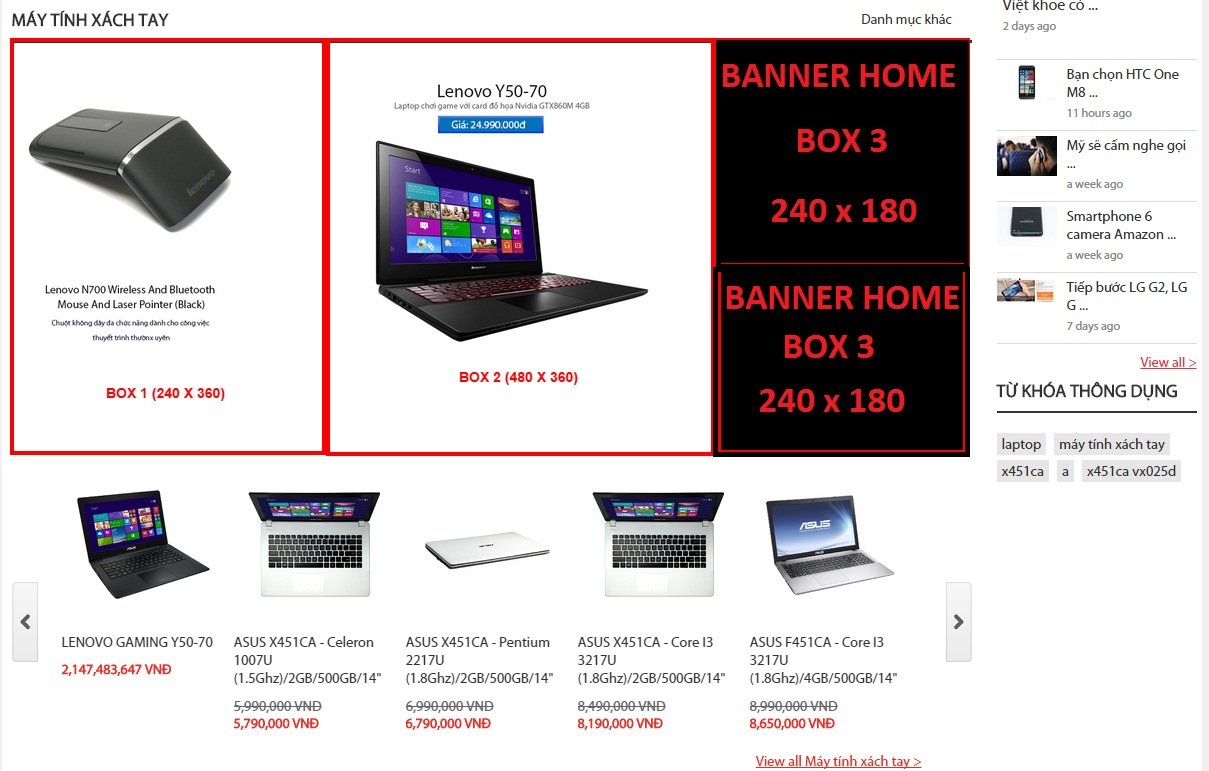 MÁY TÍNH XÁCH TAY
Danh mục khác
Lenovo
Lenovo N700 Wireless And Bluetooth
Mouse And Laser Pointer (Black)
Chuột không dây đa chức năng dành cho công việc
thuyết trình thườnx uyên
BOX 1 (240 X 360)
Lenovo Y50-70
Laptop chơi game với card đồ họa Nvidia GTX860M 4GB
Giá: 24.990.000đ
Start
BOX 2 (480 X 360)
BANNER HOME
BOX 3
240 x 180
BANNER HOME
BOX 3
240 x 180
LENOVO GAMING Y50-70
2,147,483,647 VNĐ
ASUS X451CA - Celeron
1007U
(1.5Ghz)/2GB/500GB/14"
5,990,000 VNĐ
5,790,000 VNĐ
ASUS X451CA - Pentium
2217U
(1.8Ghz)/2GB/500GB/14"
6,990,000 VNĐ
6,790,000 VNĐ
ASUS X451CA - Core I3
3217U
(1.8Ghz)/2GB/500GB/14"
8,490,000 VNĐ
8,190,000 VNĐ
ASUS
ASUS F451CA - Core I3
3217U
(1.8Ghz)/4GB/500GB/14"
8,990,000 VNĐ
8,650,000 VNĐ
View all Máy tính xách tay >
Việt khoe có ...
2 days ago
Bạn chọn HTC One
M8 ...
11 hours ago
Mỹ sẽ cấm nghe gọi
...
a week ago
Smartphone 6
camera Amazon ...
a week ago
Tiếp bước LG G2, LG
G ...
7 days ago
View all >
TỪ KHÓA THÔNG DỤNG
laptop máy tính xách tay
x451ca a x451ca vx025d